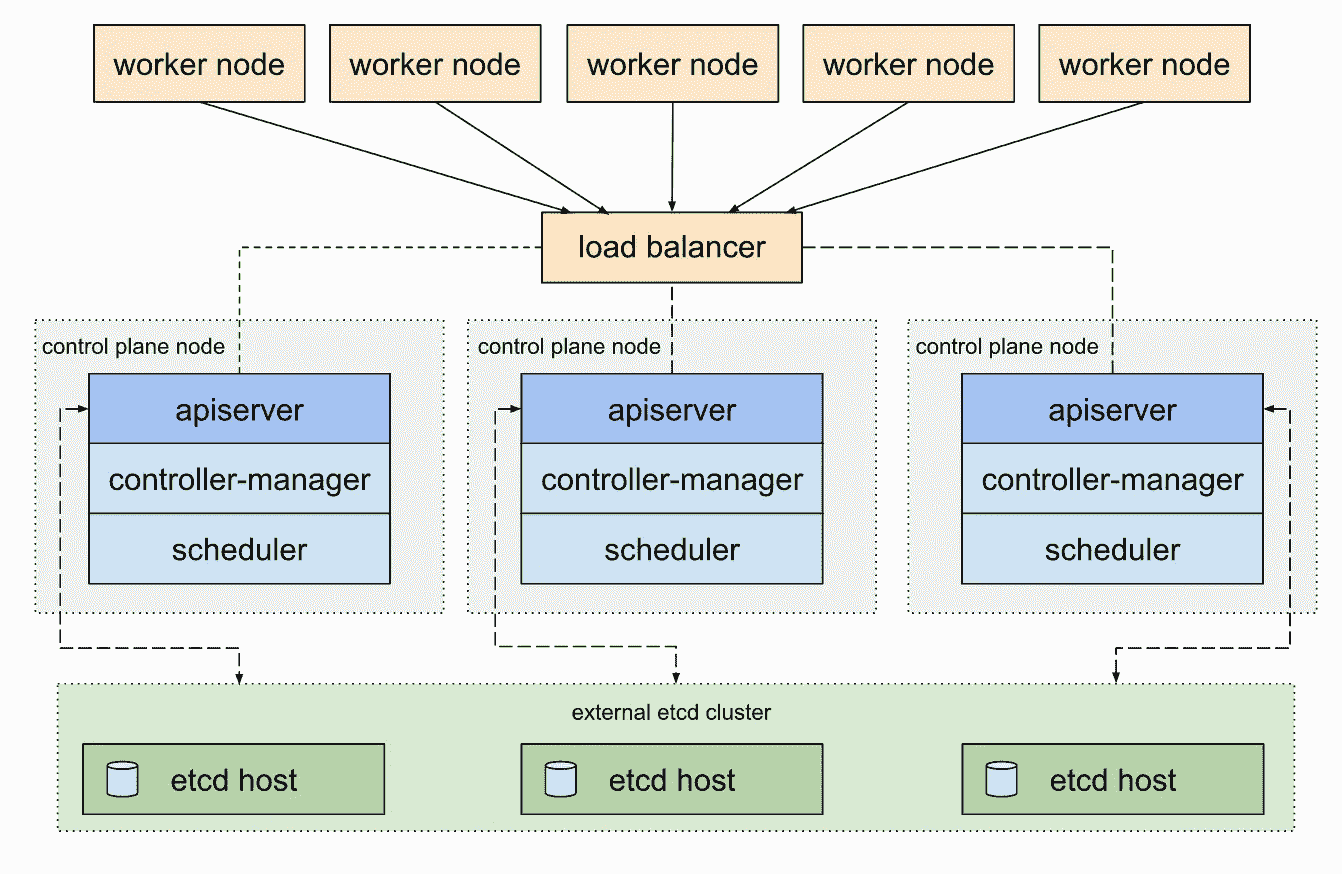 worker node
worker node
worker node
worker node
worker node
load balancer
control plane node
control plane node
control plane node
apiserver
apiserver
apiserver
controller-manager
controller-manager
controller-manager
scheduler
scheduler
scheduler
external etcd cluster
etcd host
etcd host
etcd host